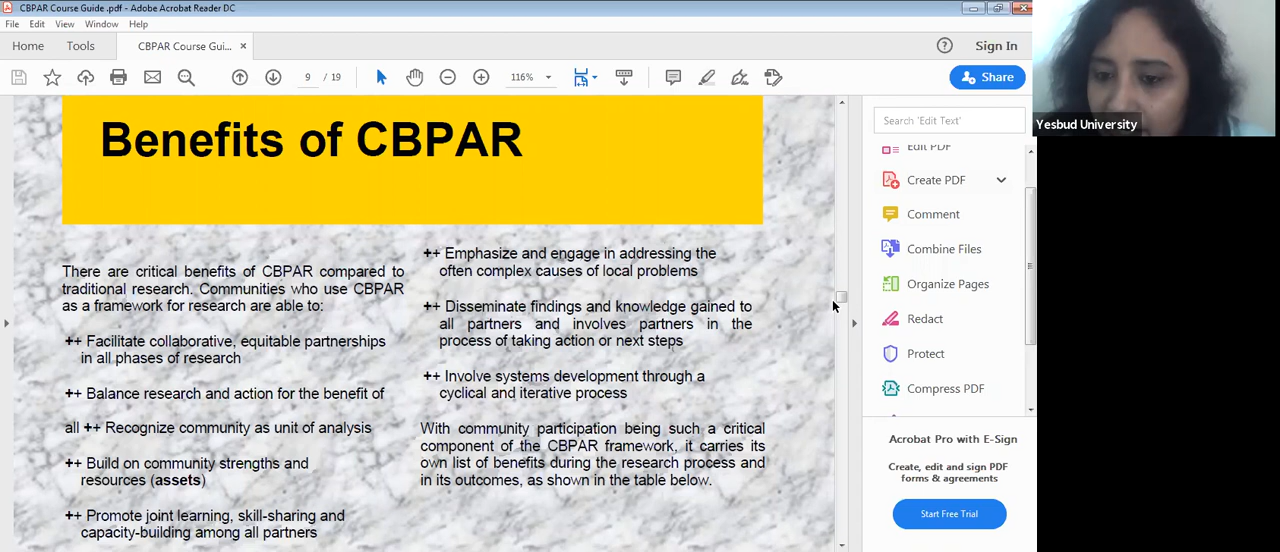 CBPAR Course Guide .pdf - Adobe Acrobat Reader DC
File Edit View Window Help
Home Tools CBPAR Course Gui... × Sign In
9 / 19 116% Share
Benefits of CBPAR
There are critical benefits of CBPAR compared to
traditional research. Communities who use CBPAR
as a framework for research are able to:
++ Facilitate collaborative, equitable partnerships
in all phases of research
++ Balance research and action for the benefit of
all ++ Recognize community as unit of analysis
++ Build on community strengths and
resources (assets)
++ Promote joint learning, skill-sharing and
capacity-building among all partners
++ Emphasize and engage in addressing the
often complex causes of local problems
++ Disseminate findings and knowledge gained to
all partners and involves partners in the
process of taking action or next steps
++ Involve systems development through a
cyclical and iterative process
With community participation being such a critical
component of the CBPAR framework, it carries its
own list of benefits during the research process and
in its outcomes, as shown in the table below.
Search 'Edit Text'
Edit PDF
Create PDF
Comment
Combine Files
Organize Pages
Redact
Protect
Compress PDF
Acrobat Pro with E-Sign
Create, edit and sign PDF
forms & agreements
Start Free Trial
Yesbud University